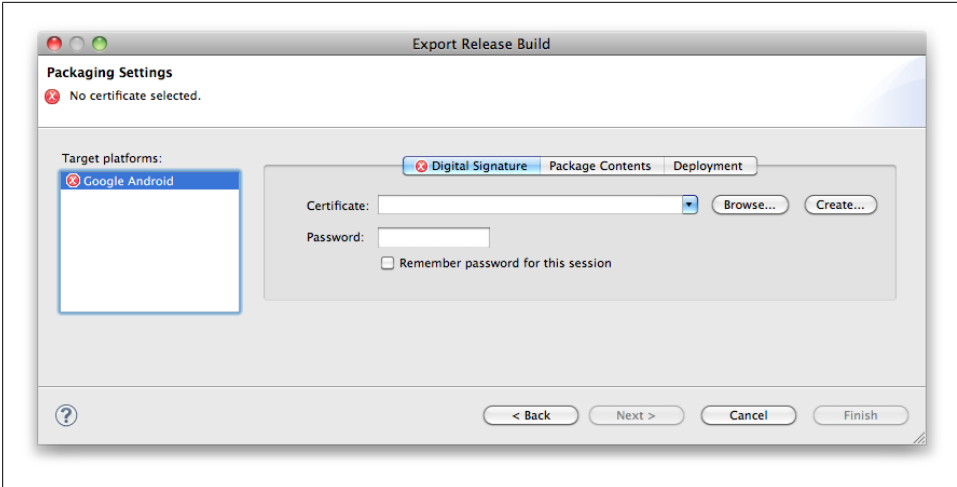 Export Release Build
Packaging Settings
No certificate selected.
Target platforms:
Google Android
Digital Signature Package Contents Deployment
Certificate: Browse... Create...
Password:
Remember password for this session
? < Back Next > Cancel Finish